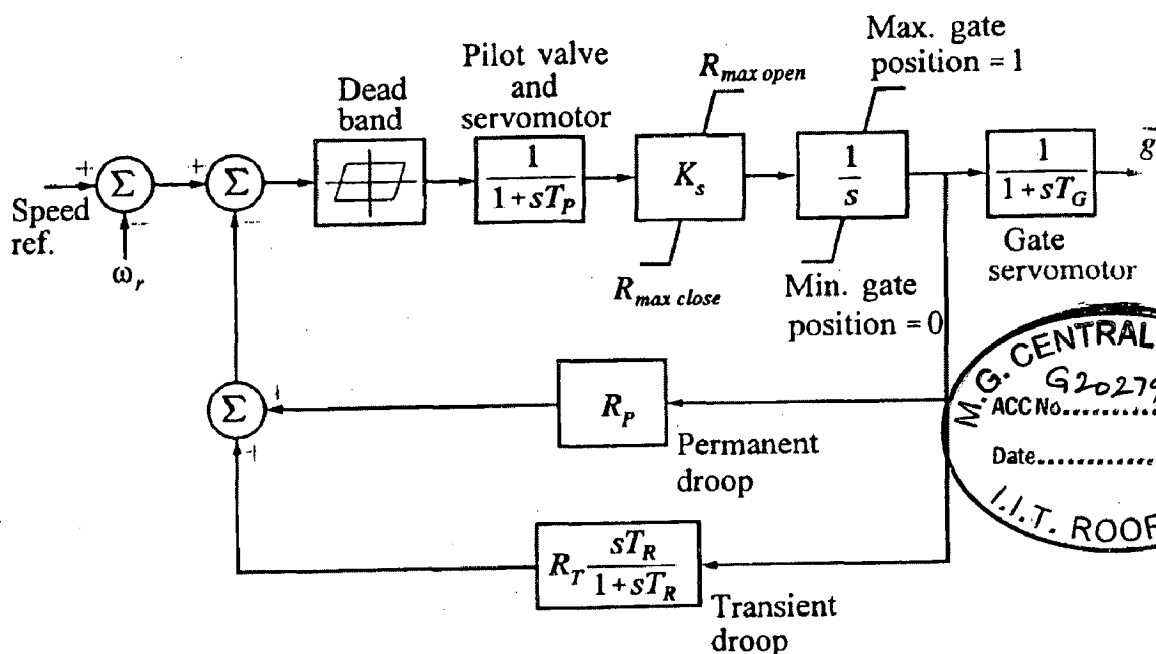 Max. gate
position = 1
R_max open
Pilot valve
and
servomotor
Dead
band
+
Σ
+
Σ
1
1 + sT_P
K_s
1
s
1
1 + sT_G
g
Speed
ref.
−
ω_r
−
R_max close
Min. gate
position = 0
Gate
servomotor
Σ
+
R_P
Permanent
droop
+
R_T sT_R
1 + sT_R
Transient
droop
M.G. CENTRAL
G20279
ACC No..............
Date..............
I.I.T.